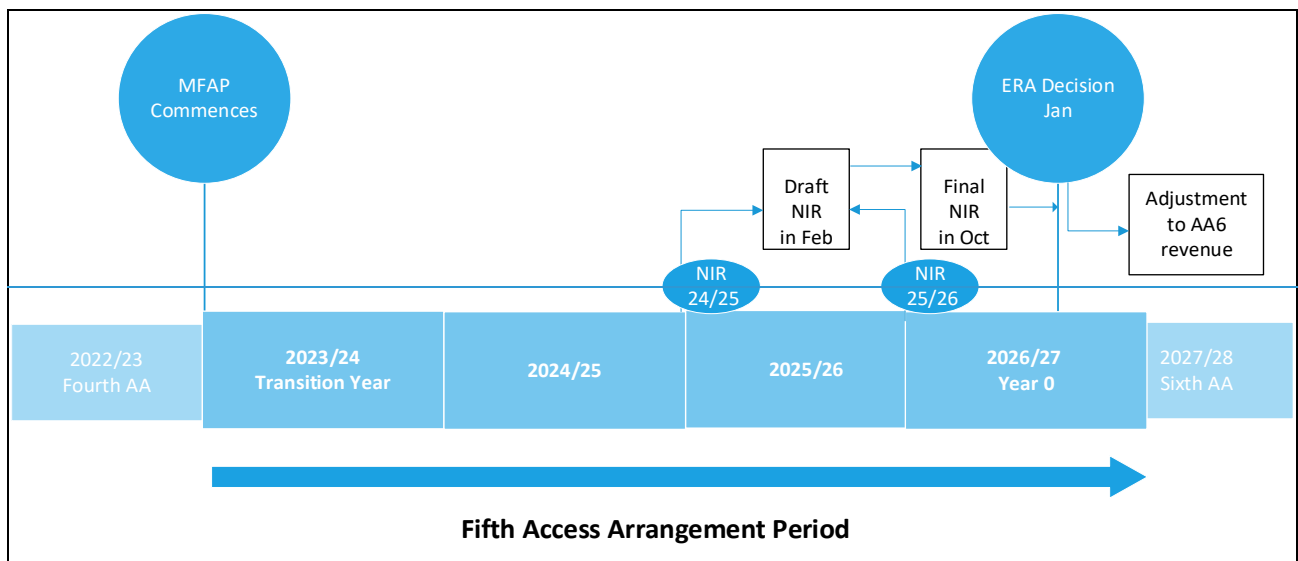 MFAP
Commences
ERA Decision
Jan
Draft
NIR
in Feb
Final
NIR
in Oct
Adjustment
to AA6
revenue
NIR
24/25
NIR
25/26
2022/23
Fourth AA
2023/24
Transition Year
2024/25
2025/26
2026/27
Year 0
2027/28
Sixth AA
Fifth Access Arrangement Period